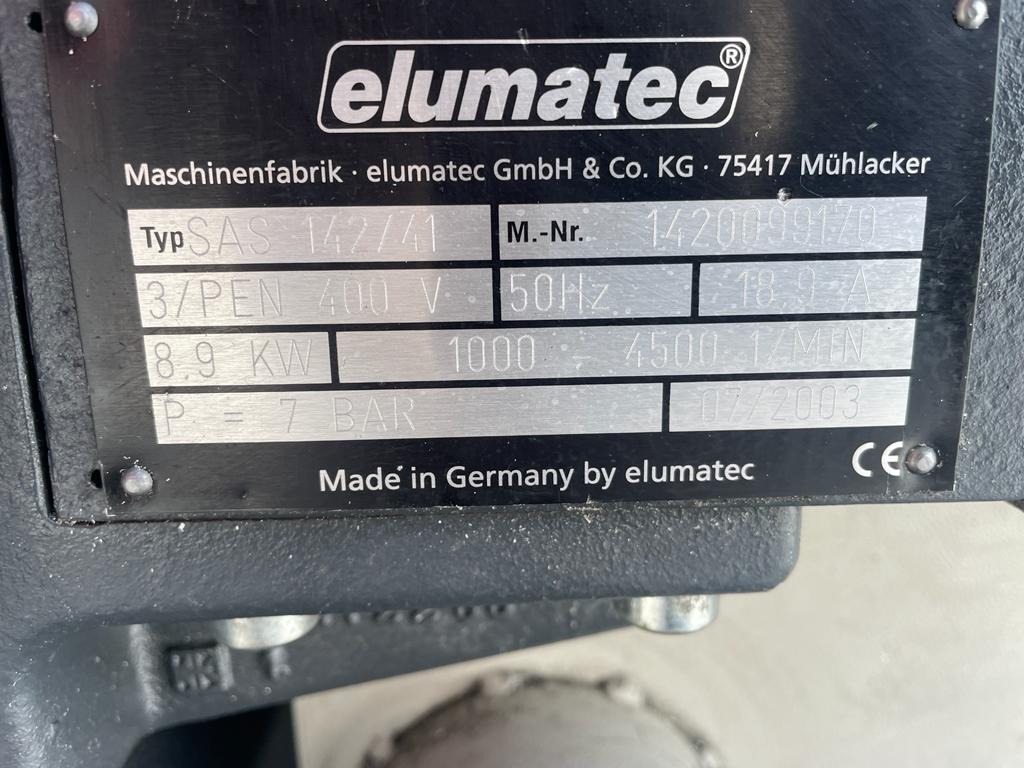 elumatec®
Maschinenfabrik · elumatec GmbH & Co. KG · 75417 Mühlacker
Typ SAS 142/41 M.-Nr. 1420099170
3/PEN 400 V 50Hz 18.9 A
8.9 KW 1000 - 4500 1/MIN
P = 7 BAR 07/2003
Made in Germany by elumatec CE